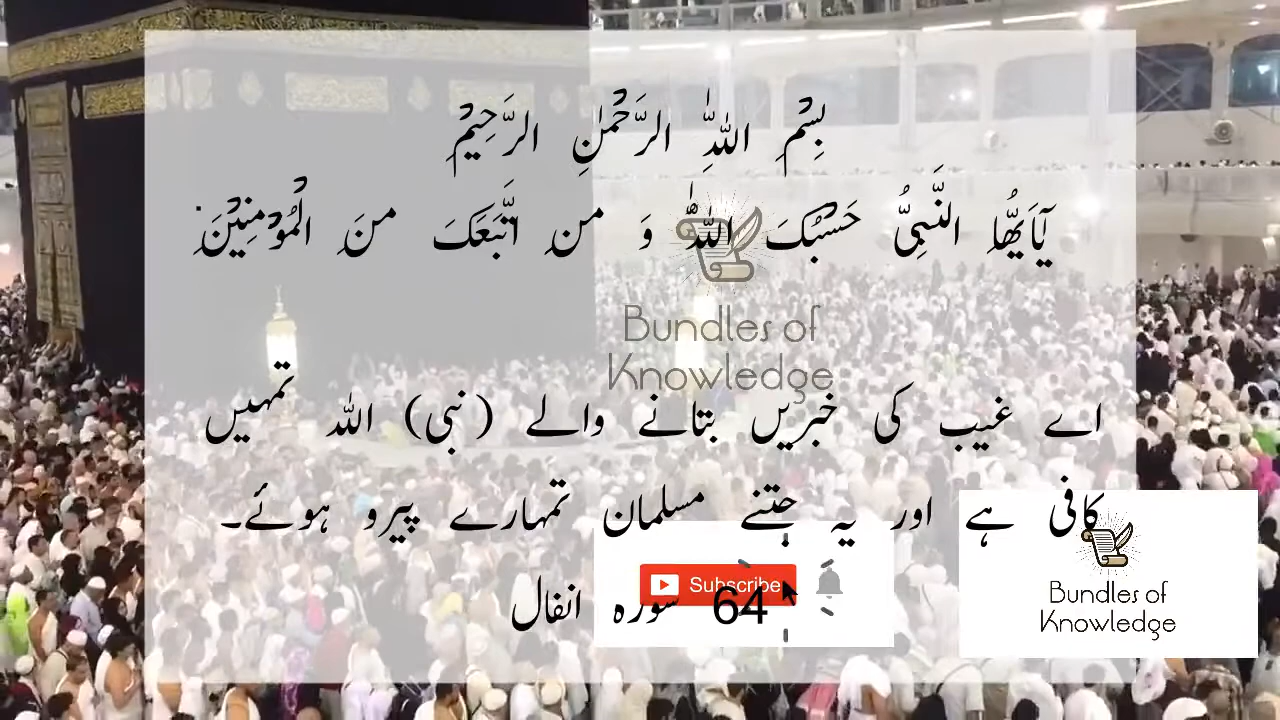 بِسْمِ اللّٰہِ الرَّحْمٰنِ الرَّحِیْمِ
یٰۤاَیُّهَا النَّبِیُّ حَسْبُكَ اللّٰهُ وَ مَنِ اتَّبَعَكَ مِنَ الْمُؤْمِنِیْنَ۠
Bundles of
Knowledge
اے غیب کی خبریں بتانے والے (نبی) اللہ تمہیں
کافی ہے اور یہ جتنے مسلمان تمہارے پیرو ہوئے۔
64 سورہ انفال
Subscribe
Bundles of
Knowledge